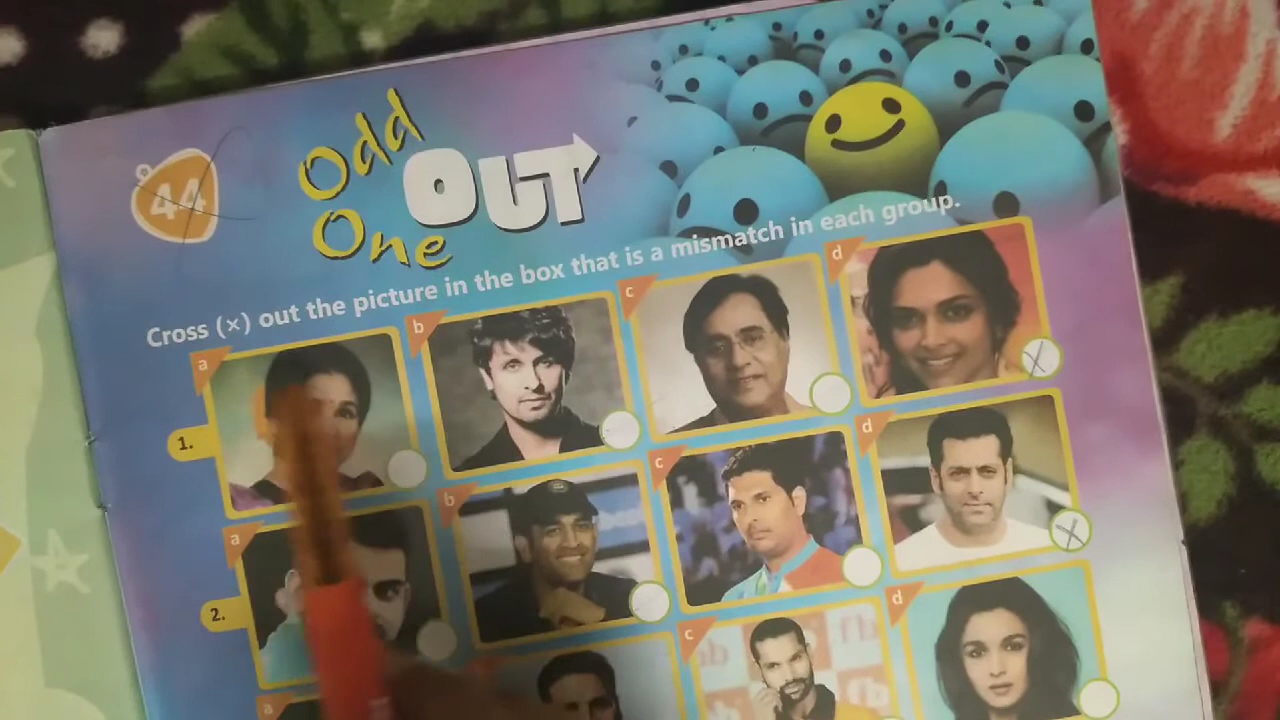 44
Odd
One OUT
Cross (×) out the picture in the box that is a mismatch in each group.
1.
a
b
c
d
2.
a
b
c
d
a
c
d